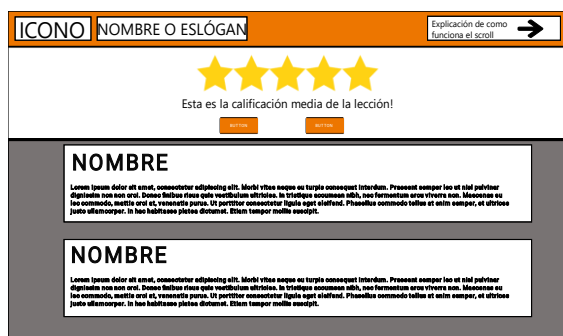 ICONO
NOMBRE O ESLÓGAN
Explicación de como
funciona el scroll
Esta es la calificación media de la lección!
BUTTON
BUTTON
NOMBRE
Lorem ipsum dolor sit amet, consectetur adipiscing elit. Morbi vitae neque eu turpis consequat interdum. Praesent semper leo ut nisl pulvinar
dignissim non non orci. Donec finibus risus quis vestibulum ultricies. In tristique accumsan nibh, nec fermentum arcu viverra non. Maecenas eu
leo commodo, mattis orci at, venenatis purus. Ut porttitor consectetur ligula eget eleifend. Phasellus commodo tellus at enim semper, et ultrices
justo ullamcorper. In hac habitasse platea dictumst. Etiam tempor mollis suscipit.
NOMBRE
Lorem ipsum dolor sit amet, consectetur adipiscing elit. Morbi vitae neque eu turpis consequat interdum. Praesent semper leo ut nisl pulvinar
dignissim non non orci. Donec finibus risus quis vestibulum ultricies. In tristique accumsan nibh, nec fermentum arcu viverra non. Maecenas eu
leo commodo, mattis orci at, venenatis purus. Ut porttitor consectetur ligula eget eleifend. Phasellus commodo tellus at enim semper, et ultrices
justo ullamcorper. In hac habitasse platea dictumst. Etiam tempor mollis suscipit.